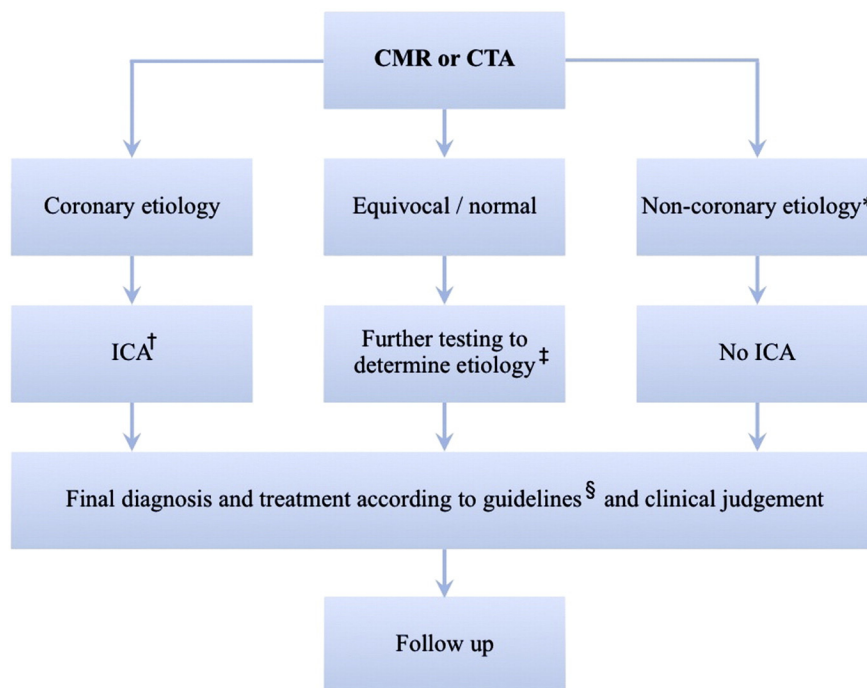 CMR or CTA
Coronary etiology
Equivocal / normal
Non-coronary etiology*
ICA†
Further testing to
determine etiology‡
No ICA
Final diagnosis and treatment according to guidelines§ and clinical judgement
Follow up